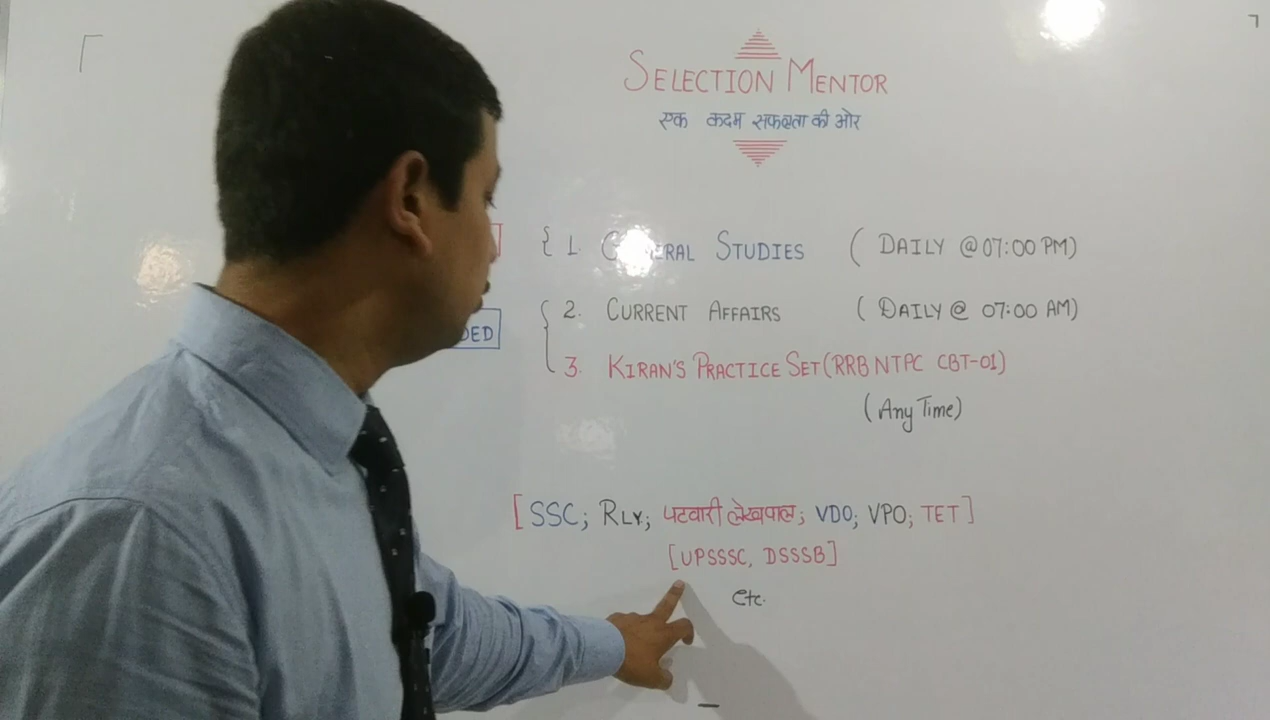 SELECTION MENTOR
एक कदम सफलता की ओर
{ 1. GENERAL STUDIES ( DAILY @ 07:00 PM)
{ 2. CURRENT AFFAIRS ( DAILY @ 07:00 AM)
3. KIRAN'S PRACTICE SET (RRB NTPC CBT-01)
(Any Time)
[SSC; RLY; पटवारी लेखपाल; VDO; VPO; TET]
[UPSSSC, DSSSB]
etc.